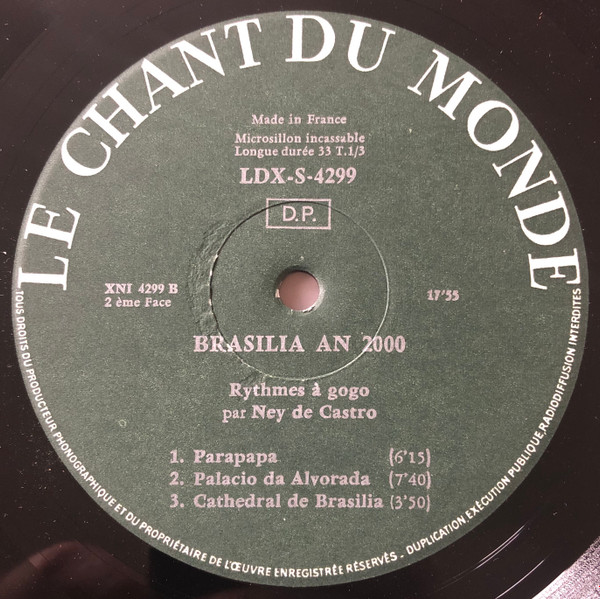 LE CHANT DU MONDE
Made in France
Microsillon incassable
Longue durée 33 T.1/3
LDX-S-4299
D.P.
XNI 4299 B
2 ème Face
17'55
BRASILIA AN 2000
Rythmes à gogo
par Ney de Castro
1. Parapapa (6'15)
2. Palacio da Alvorada (7'40)
3. Cathedral de Brasilia (3'50)
TOUS DROITS DU PRODUCTEUR PHONOGRAPHIQUE ET DU PROPRIÉTAIRE DE L'ŒUVRE ENREGISTRÉE RÉSERVÉS - DUPLICATION EXÉCUTION PUBLIQUE, RADIODIFFUSION INTERDITES